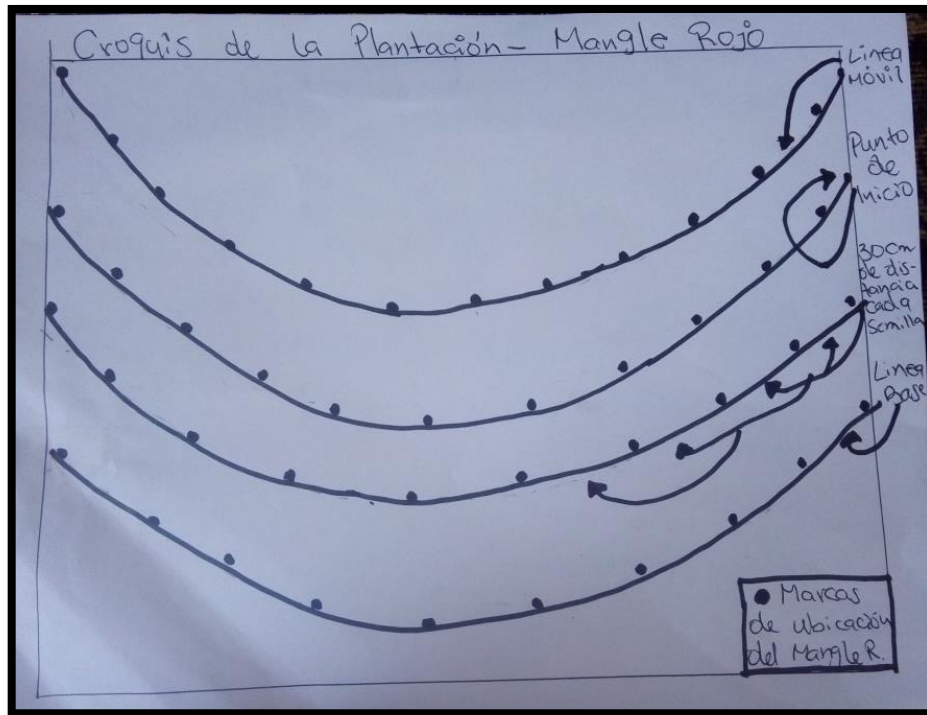 Croquis de la Plantación - Mangle Rojo
Linea
Móvil
Punto
de
inicio
30cm
de dis-
tancia
cada
semilla
Linea
Base
Marcas
de ubicación
del Mangle R.